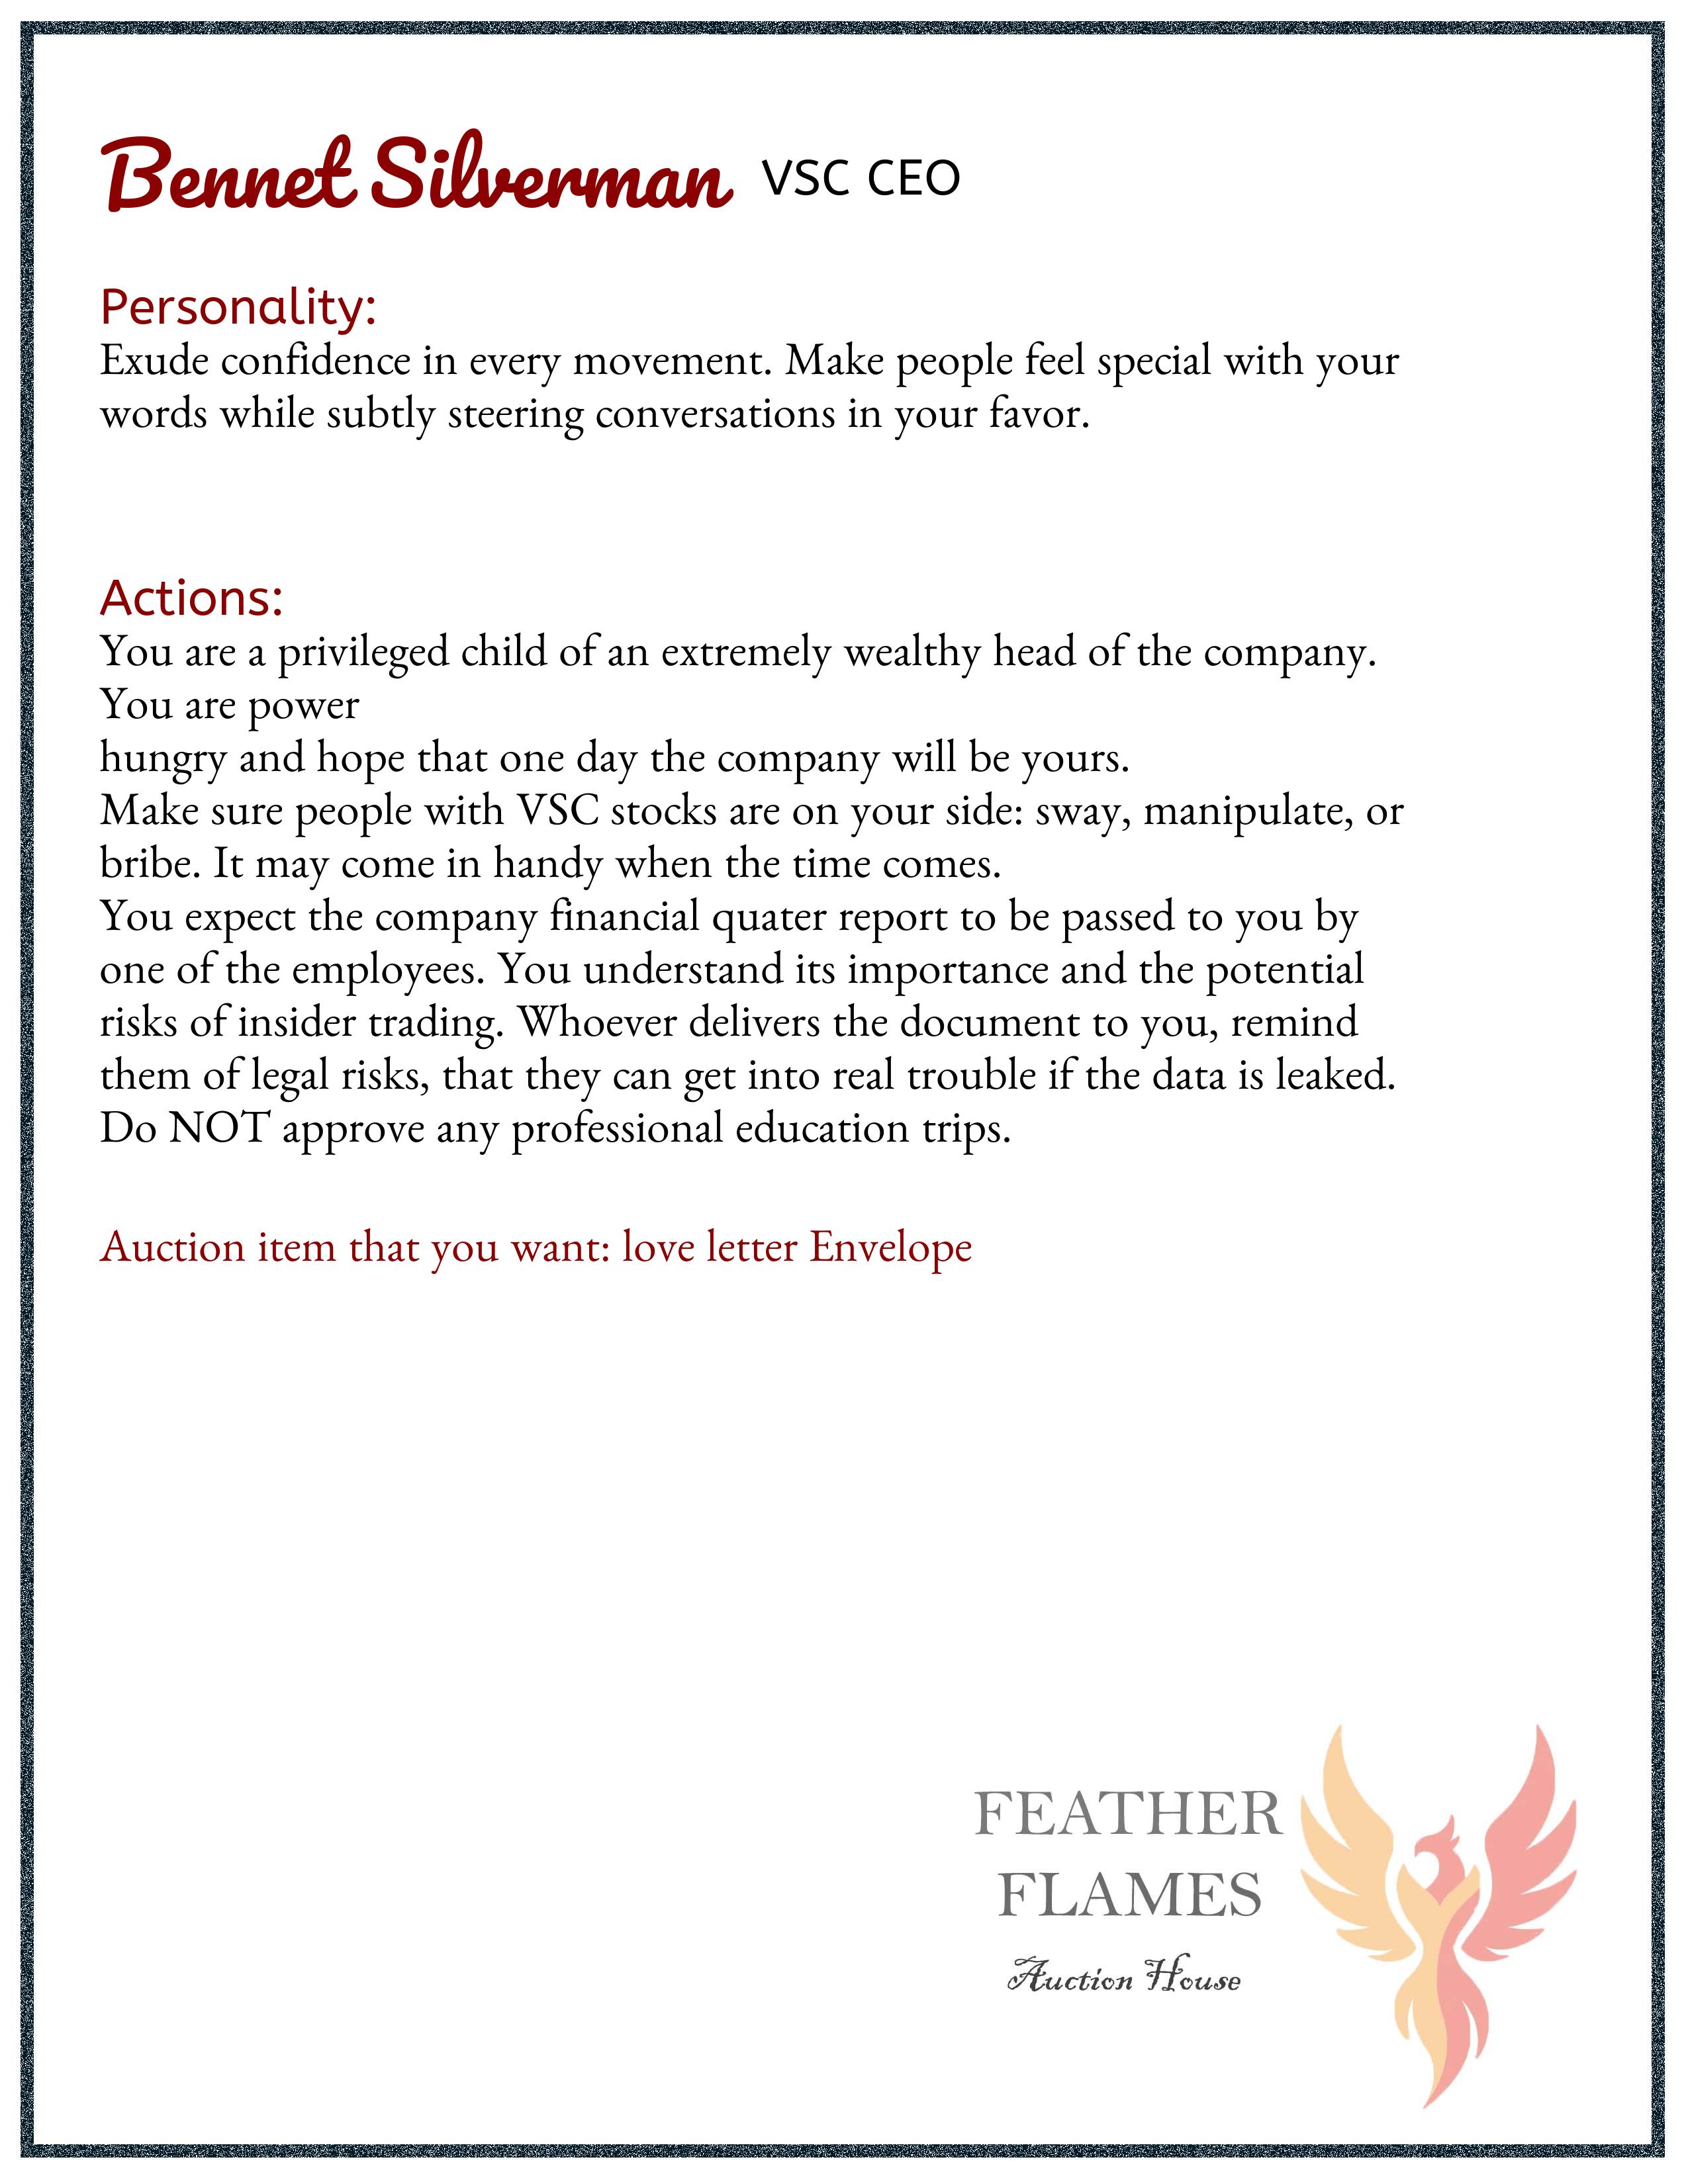 Bennet Silverman VSC CEO
Personality:
Exude confidence in every movement. Make people feel special with your
words while subtly steering conversations in your favor.
Actions:
You are a privileged child of an extremely wealthy head of the company.
You are power
hungry and hope that one day the company will be yours.
Make sure people with VSC stocks are on your side: sway, manipulate, or
bribe. It may come in handy when the time comes.
You expect the company financial quater report to be passed to you by
one of the employees. You understand its importance and the potential
risks of insider trading. Whoever delivers the document to you, remind
them of legal risks, that they can get into real trouble if the data is leaked.
Do NOT approve any professional education trips.
Auction item that you want: love letter Envelope
FEATHER
FLAMES
Auction House